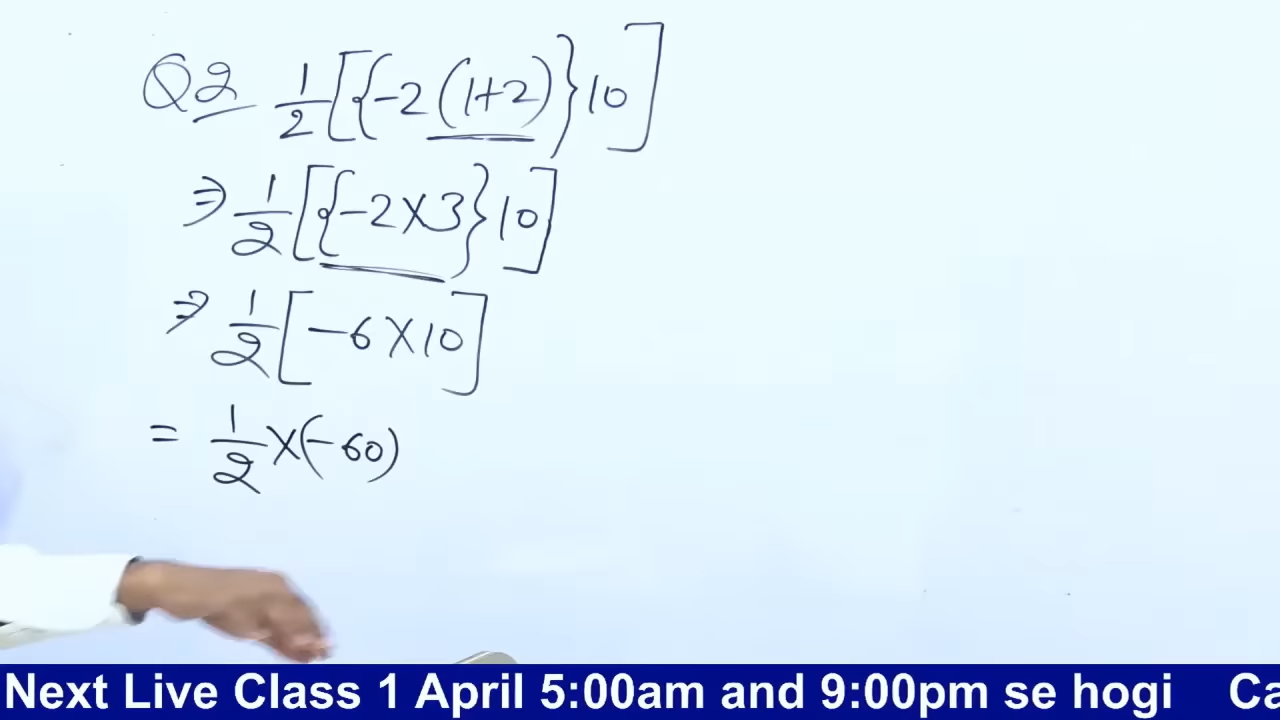 Q2 1/2[{-2(1+2)}10]
⇒ 1/2[{-2×3}10]
⇒ 1/2[-6×10]
= 1/2×(-60)
Next Live Class 1 April 5:00am and 9:00pm se hogi Ca